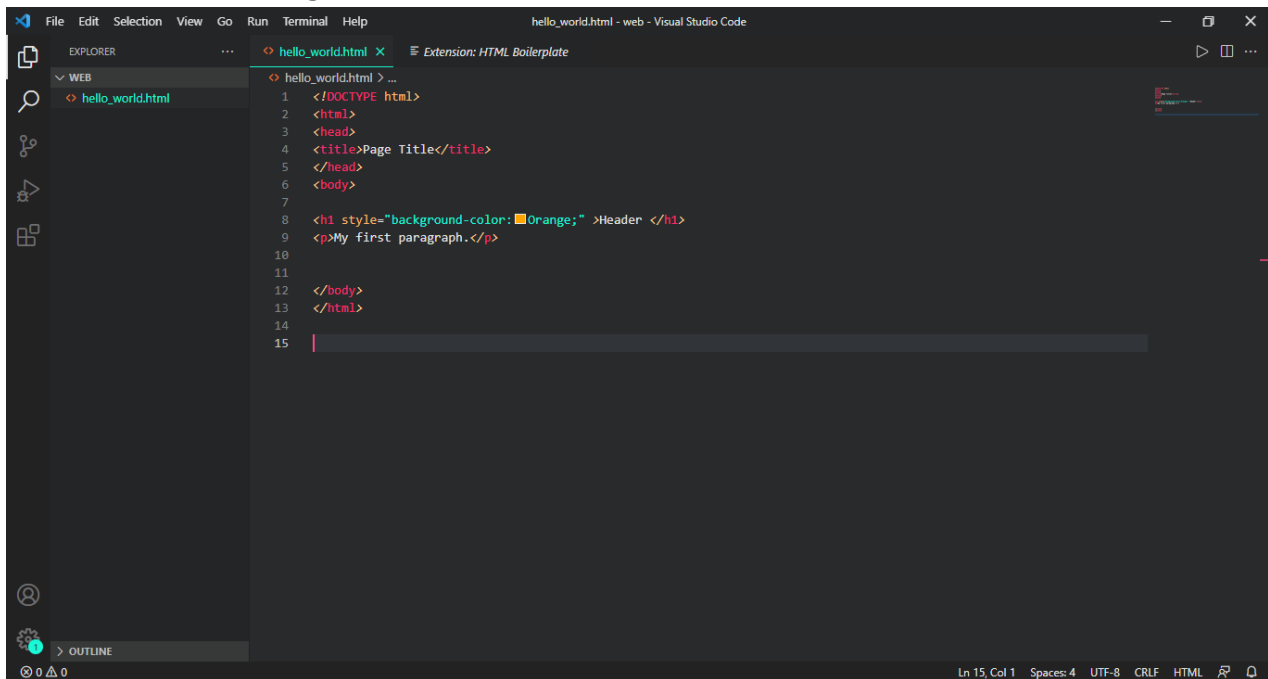 File Edit Selection View Go Run Terminal Help hello_world.html - web - Visual Studio Code
EXPLORER ... <> hello_world.html × Extension: HTML Boilerplate ...
WEB
<> hello_world.html
<> hello_world.html > ...
1 <!DOCTYPE html>
2 <html>
3 <head>
4 <title>Page Title</title>
5 </head>
6 <body>
7
8 <h1 style="background-color:Orange;" >Header </h1>
9 <p>My first paragraph.</p>
10
11
12 </body>
13 </html>
14
15
1
OUTLINE
0 0 Ln 15, Col 1 Spaces: 4 UTF-8 CRLF HTML